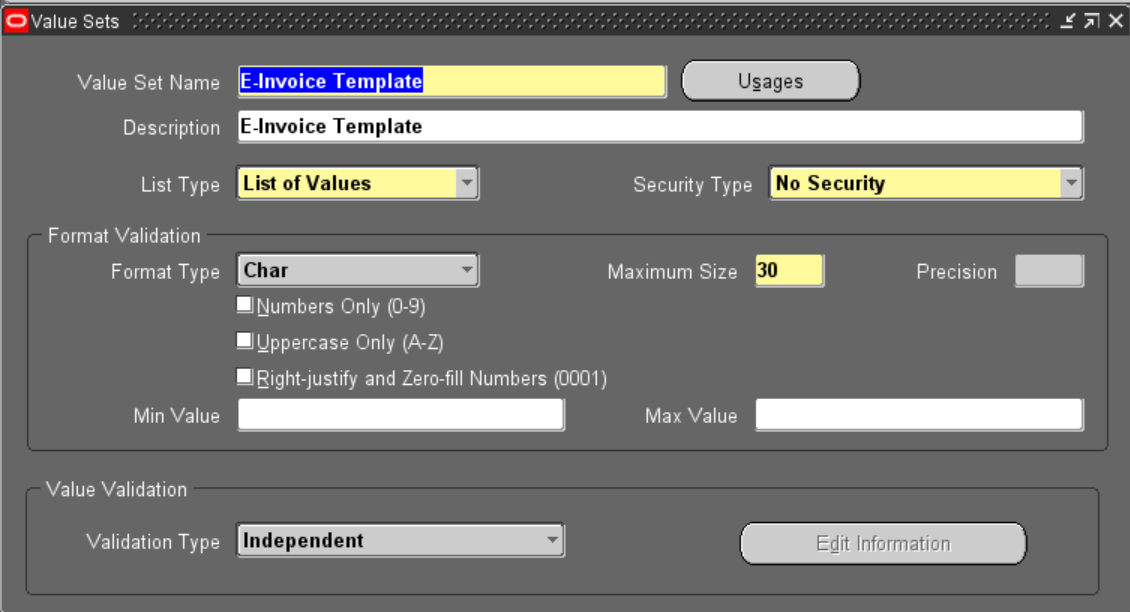 Value Sets
Value Set Name E-Invoice Template Usages
Description E-Invoice Template
List Type List of Values Security Type No Security
Format Validation
Format Type Char Maximum Size 30 Precision
Numbers Only (0-9)
Uppercase Only (A-Z)
Right-justify and Zero-fill Numbers (0001)
Min Value Max Value
Value Validation
Validation Type Independent Edit Information